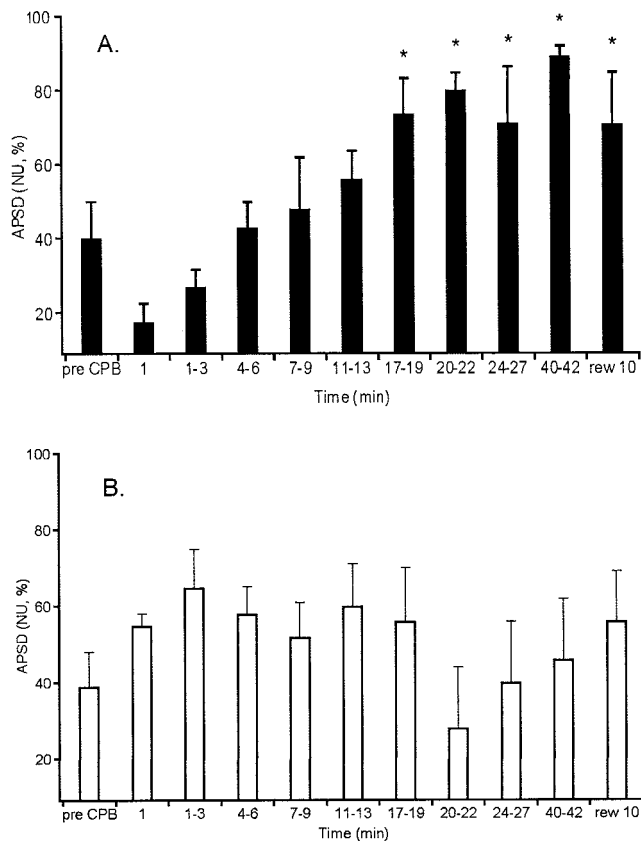 A.
* * * * *
100
80
60
40
20
APSD (NU, %)
pre CPB 1 1-3 4-6 7-9 11-13 17-19 20-22 24-27 40-42 rew 10
Time (min)
B.
100
80
60
40
20
APSD (NU, %)
pre CPB 1 1-3 4-6 7-9 11-13 17-19 20-22 24-27 40-42 rew 10
Time (min)